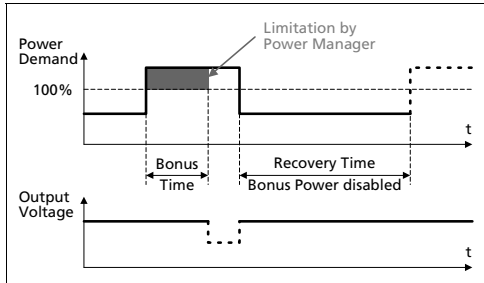 Limitation by
Power Manager
Power
Demand
100%
t
Bonus
Time
Recovery Time
Bonus Power disabled
Output
Voltage
t